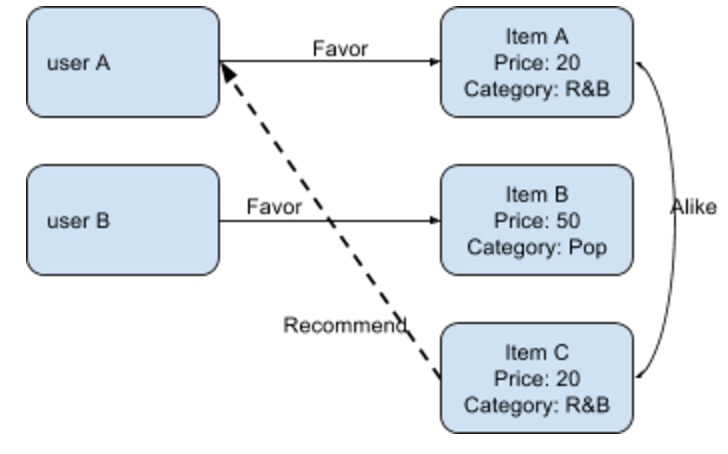 user A
Favor
Item A
Price: 20
Category: R&B
user B
Favor
Item B
Price: 50
Category: Pop
Alike
Recommend
Item C
Price: 20
Category: R&B